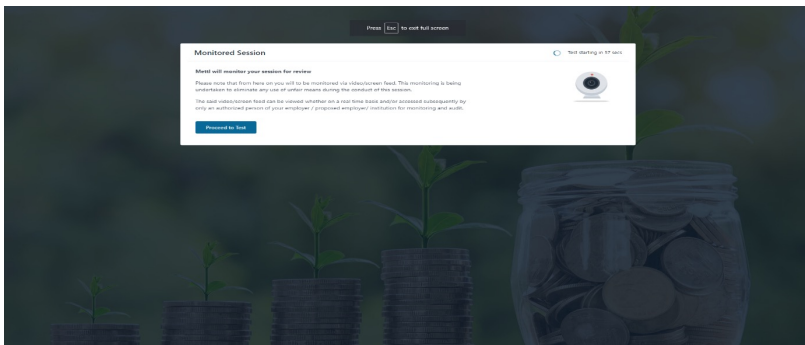 Press Esc to exit full screen
Monitored Session
Test starting in 57 secs
Mettl will monitor your session for review
Please note that from here on you will to be monitored via video/screen feed. This monitoring is being
undertaken to eliminate any use of unfair means during the conduct of this session.
The said video/screen feed can be viewed whether on a real time basis and/or accessed subsequently by
only an authorized person of your employer / proposed employer/ institution for monitoring and audit.
Proceed to Test